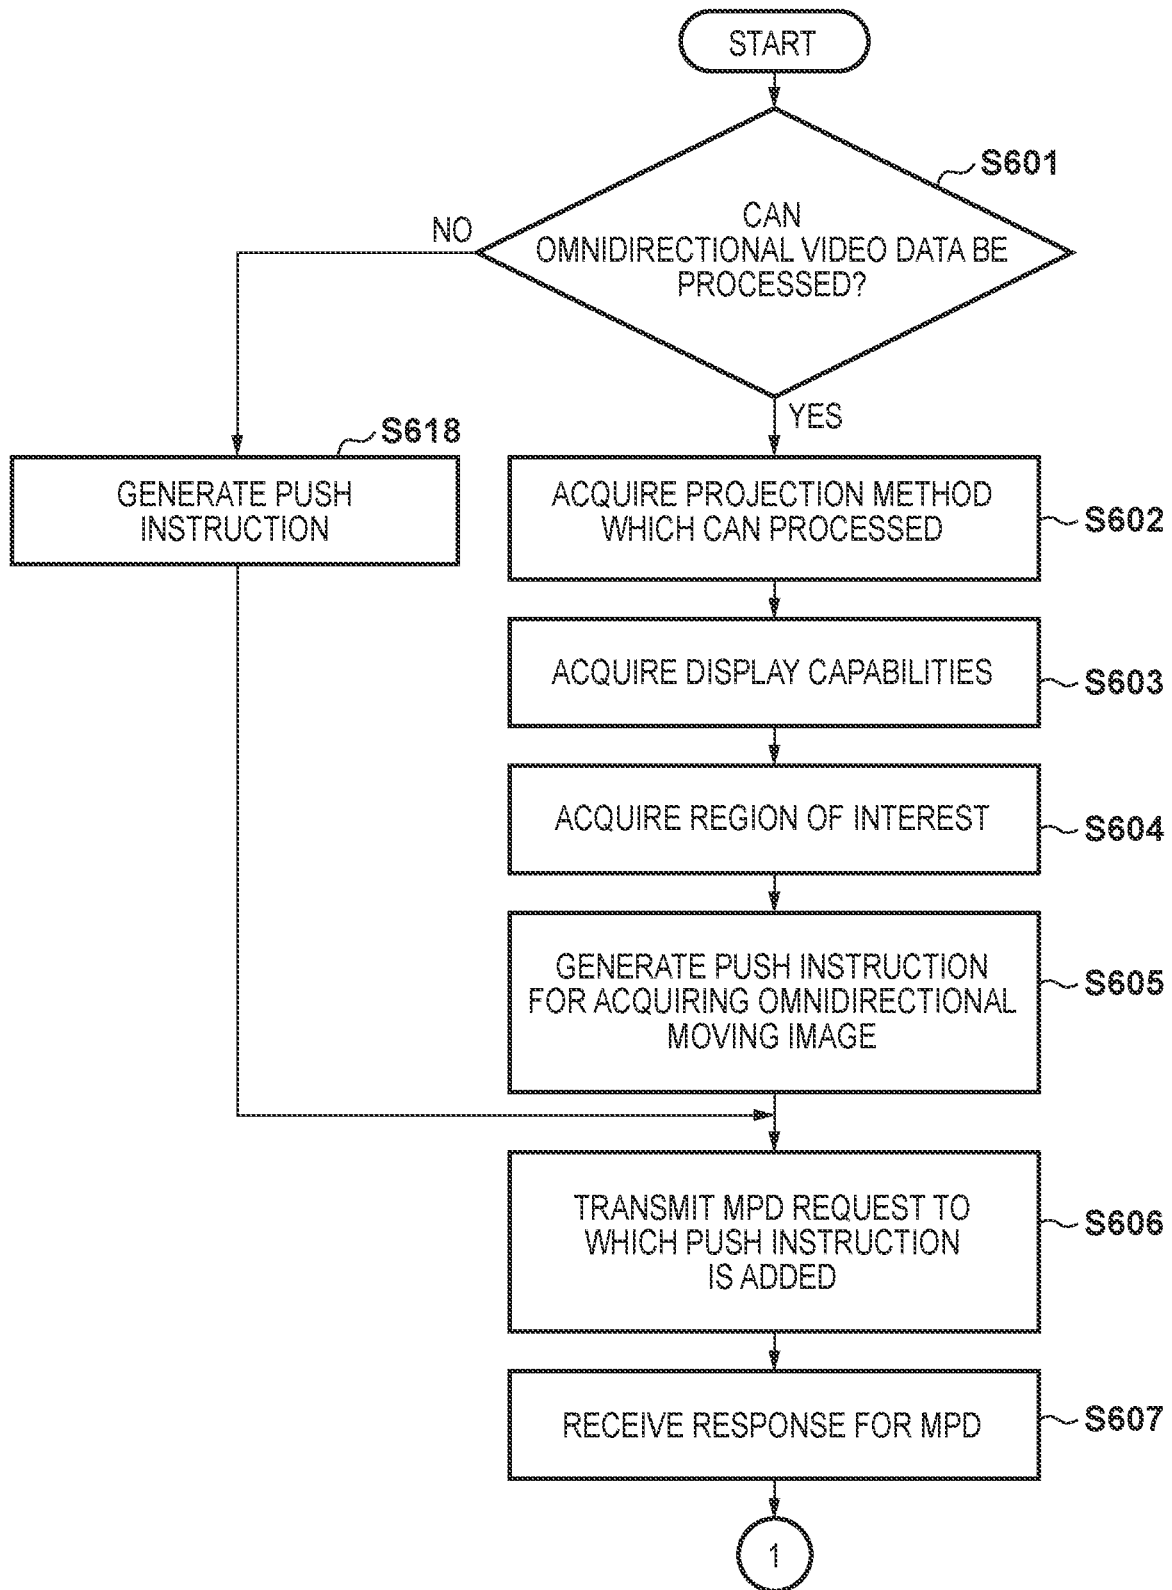 START
S601
CAN
OMNIDIRECTIONAL VIDEO DATA BE
PROCESSED?
NO
YES
S618
GENERATE PUSH
INSTRUCTION
ACQUIRE PROJECTION METHOD
WHICH CAN PROCESSED
S602
ACQUIRE DISPLAY CAPABILITIES
S603
ACQUIRE REGION OF INTEREST
S604
GENERATE PUSH INSTRUCTION
FOR ACQUIRING OMNIDIRECTIONAL
MOVING IMAGE
S605
TRANSMIT MPD REQUEST TO
WHICH PUSH INSTRUCTION
IS ADDED
S606
RECEIVE RESPONSE FOR MPD
S607
1